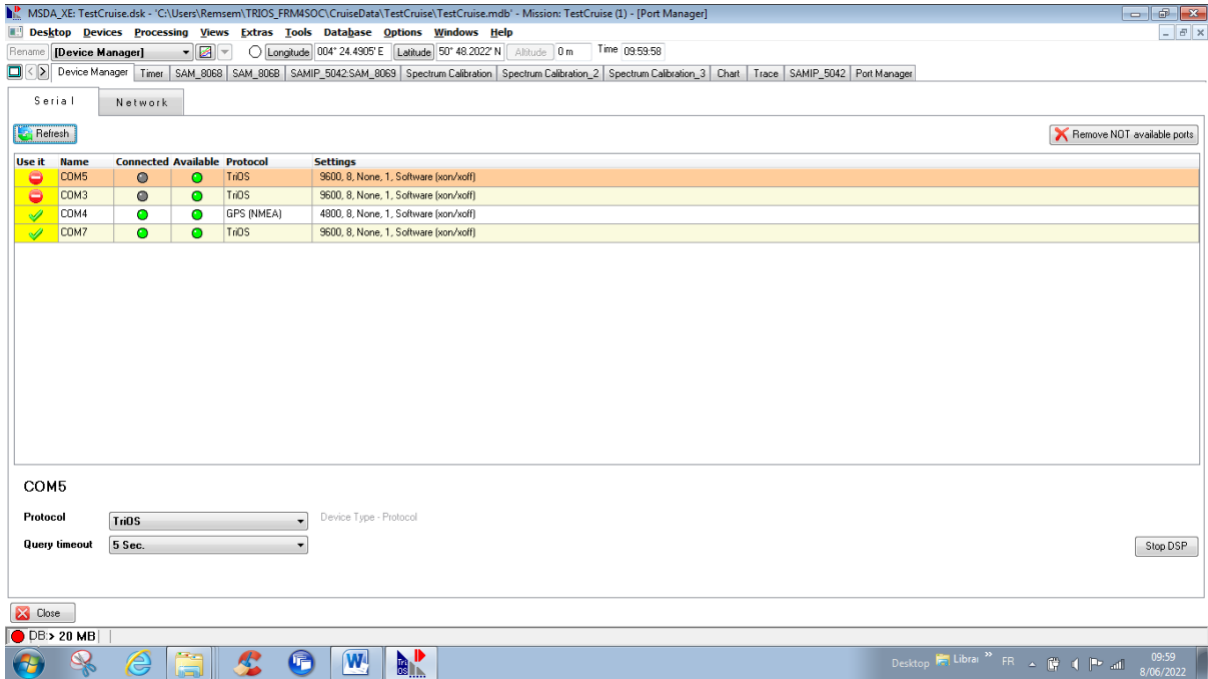 MSDA_XE: TestCruise.dsk - 'C:\Users\Remsem\TRIOS_FRM4SOC\CruiseData\TestCruise\TestCruise.mdb' - Mission: TestCruise (1) - [Port Manager]
Desktop Devices Processing Views Extras Tools Database Options Windows Help
Rename [Device Manager] Longitude 004° 24.4905' E Latitude 50° 48.2022' N Altitude 0 m Time 09:59:58
Device Manager Timer SAM_8068 SAM_806B SAMIP_5042:SAM_8069 Spectrum Calibration Spectrum Calibration_2 Spectrum Calibration_3 Chart Trace SAMIP_5042 Port Manager
Serial Network
Refresh Remove NOT available ports
Use it Name Connected Available Protocol Settings
COM5 TriOS 9600, 8, None, 1, Software (xon/xoff)
COM3 TriOS 9600, 8, None, 1, Software (xon/xoff)
COM4 GPS (NMEA) 4800, 8, None, 1, Software (xon/xoff)
COM7 TriOS 9600, 8, None, 1, Software (xon/xoff)
COM5
Protocol TriOS Device Type - Protocol
Query timeout 5 Sec. Stop DSP
Close
DB:> 20 MB
Desktop Librai » FR 09:59
8/06/2022